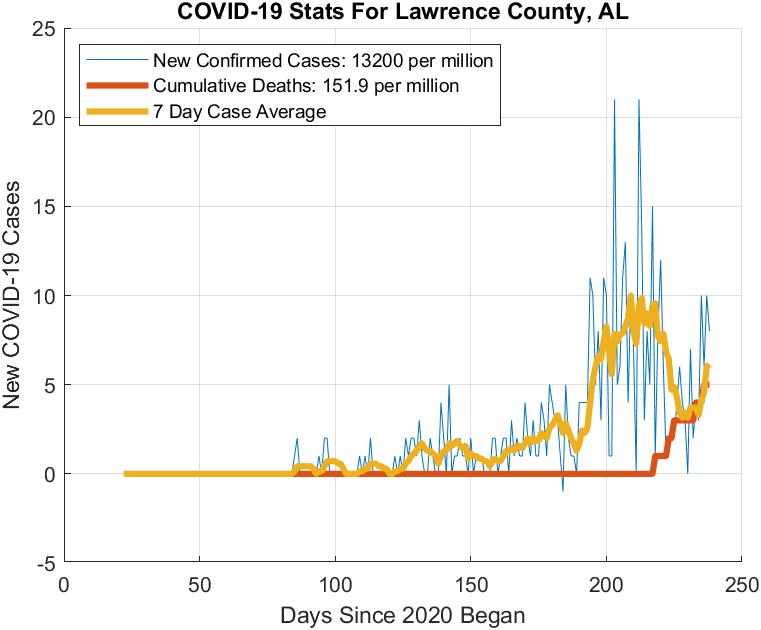 COVID-19 Stats For Lawrence County, AL
25
20
15
10
5
0
-5
New COVID-19 Cases
New Confirmed Cases: 13200 per million
Cumulative Deaths: 151.9 per million
7 Day Case Average
0 50 100 150 200 250
Days Since 2020 Began